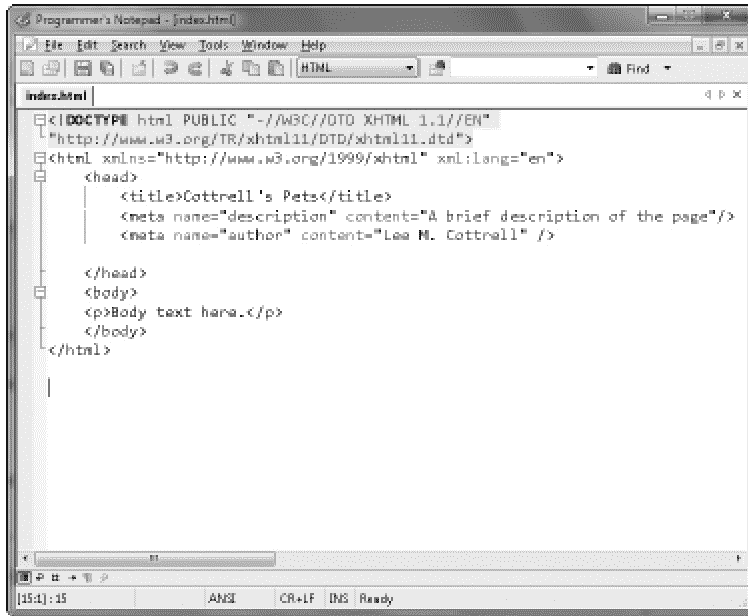 Programmer's Notepad - [index.html]
File Edit Search View Tools Window Help
HTML Find
index.html
<!DOCTYPE html PUBLIC "-//W3C//DTD XHTML 1.1//EN"
"http://www.w3.org/TR/xhtml11/DTD/xhtml11.dtd">
<html xmlns="http://www.w3.org/1999/xhtml" xml:lang="en">
<head>
<title>Cottrell's Pets</title>
<meta name="description" content="A brief description of the page"/>
<meta name="author" content="Lee M. Cottrell" />
</head>
<body>
<p>Body text here.</p>
</body>
</html>
[15:1] : 15 ANSI CR+LF INS Ready